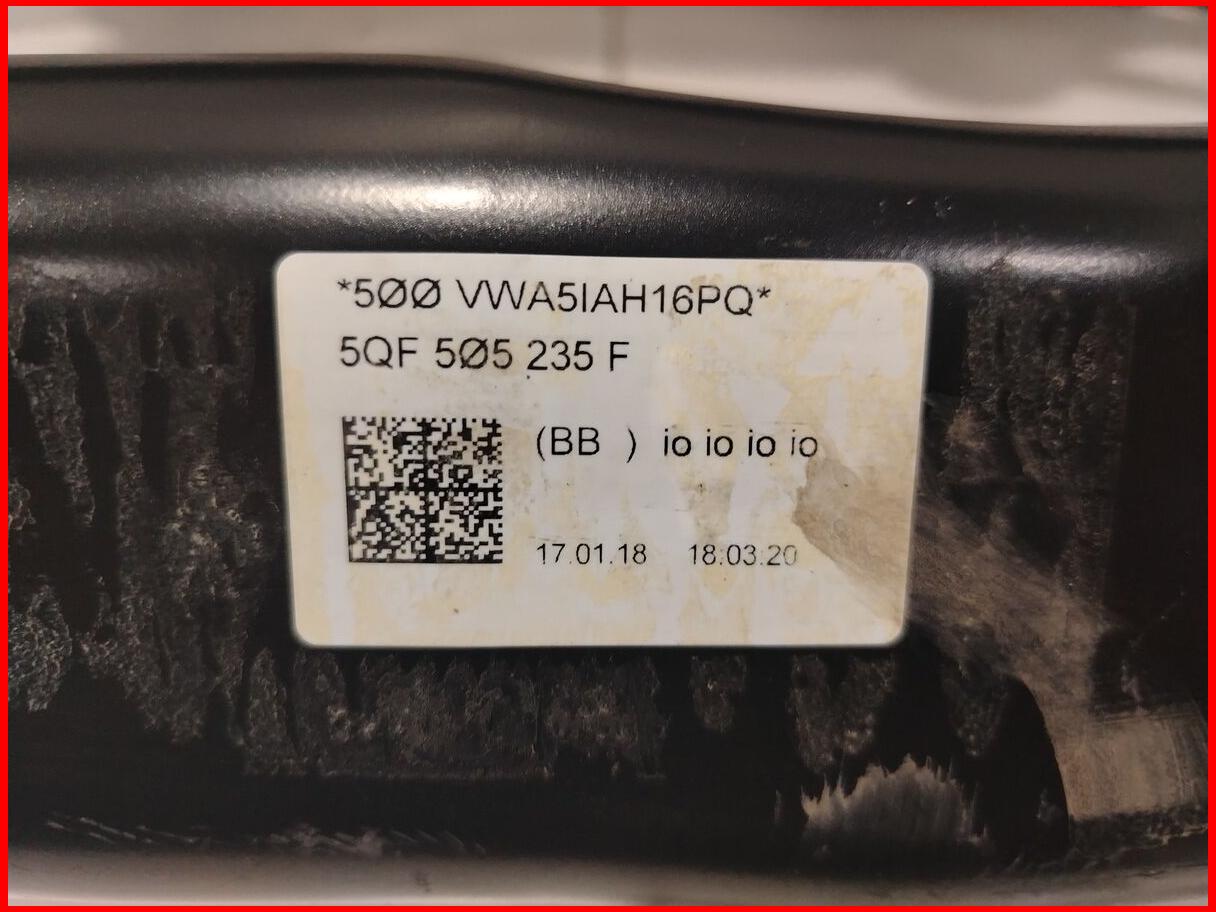 *5ØØ VWA5IAH16PQ*
5QF 5Ø5 235 F
(BB ) io io io io
17.01.18 18:03:20